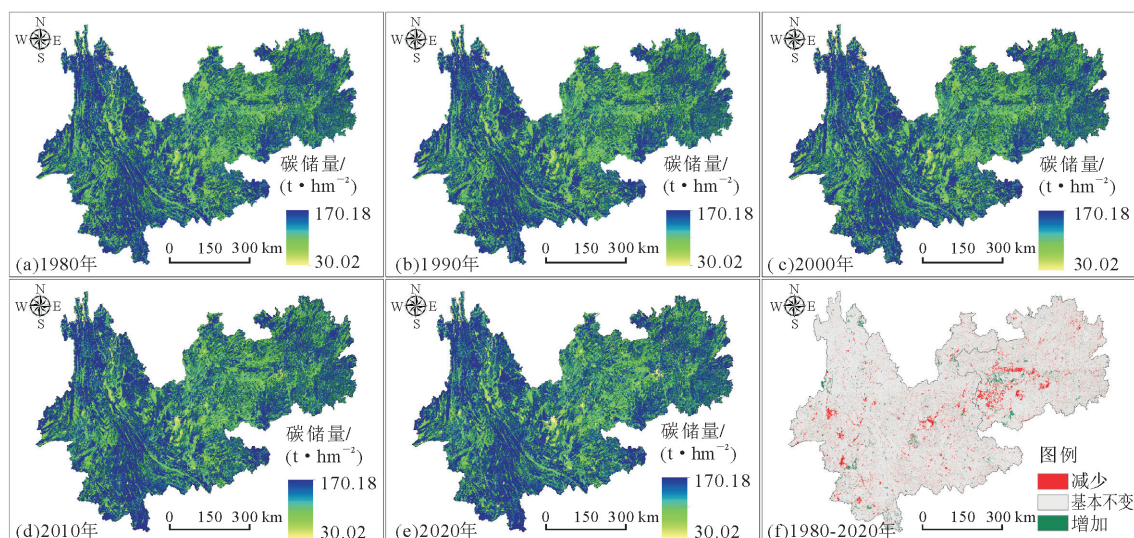 N
W E
S
碳储量/
(t·hm⁻²)
170.18
30.02
0 150 300 km
(a)1980年
N
W E
S
碳储量/
(t·hm⁻²)
170.18
30.02
0 150 300 km
(b)1990年
N
W E
S
碳储量/
(t·hm⁻²)
170.18
30.02
0 150 300 km
(c)2000年
N
W E
S
碳储量/
(t·hm⁻²)
170.18
30.02
0 150 300 km
(d)2010年
N
W E
S
碳储量/
(t·hm⁻²)
170.18
30.02
0 150 300 km
(e)2020年
N
W E
S
图例
减少
基本不变
增加
0 150 300 km
(f)1980-2020年